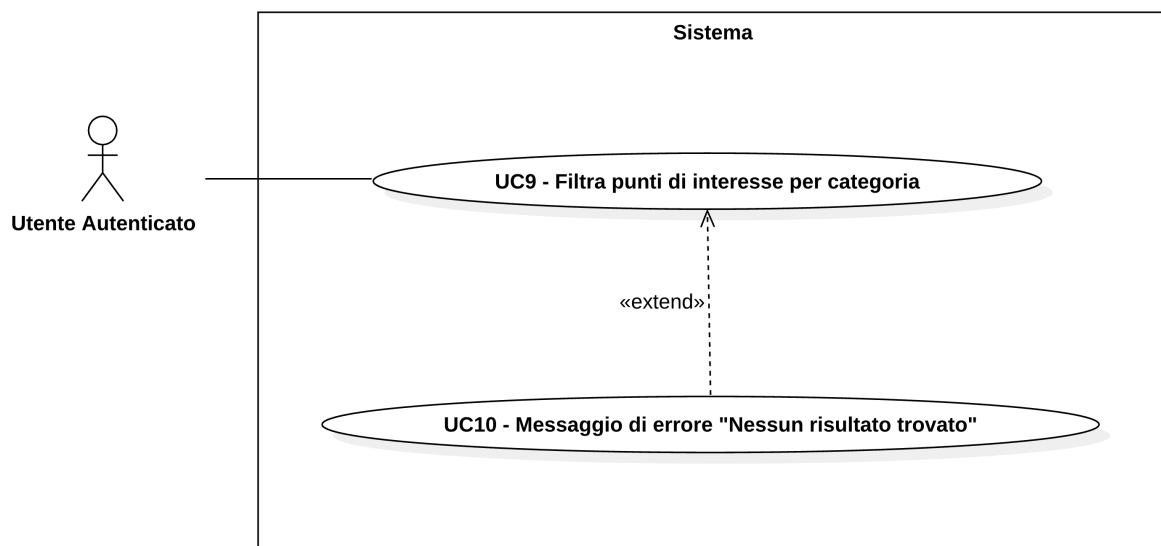 Sistema
UC9 - Filtra punti di interesse per categoria
Utente Autenticato
«extend»
UC10 - Messaggio di errore "Nessun risultato trovato"